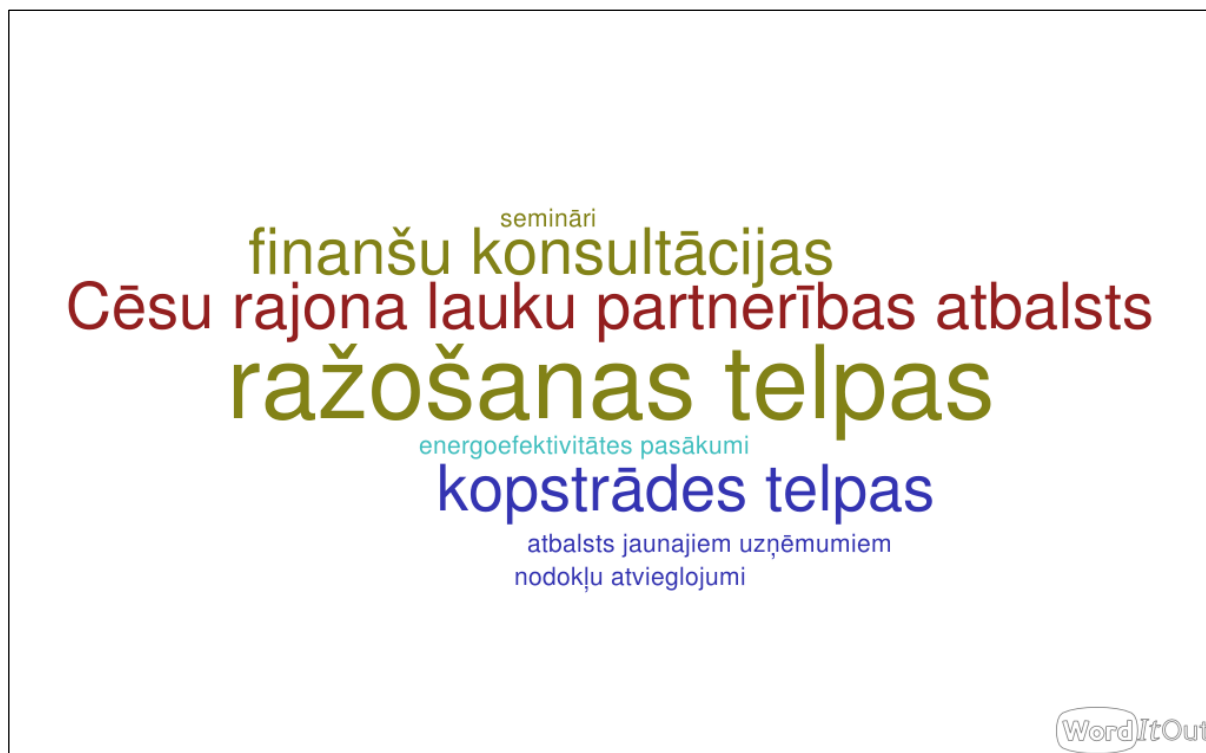 semināri
finanšu konsultācijas
Cēsu rajona lauku partnerības atbalsts
ražošanas telpas
energoefektivitātes pasākumi
kopstrādes telpas
atbalsts jaunajiem uzņēmumiem
nodokļu atvieglojumi
WordItOut